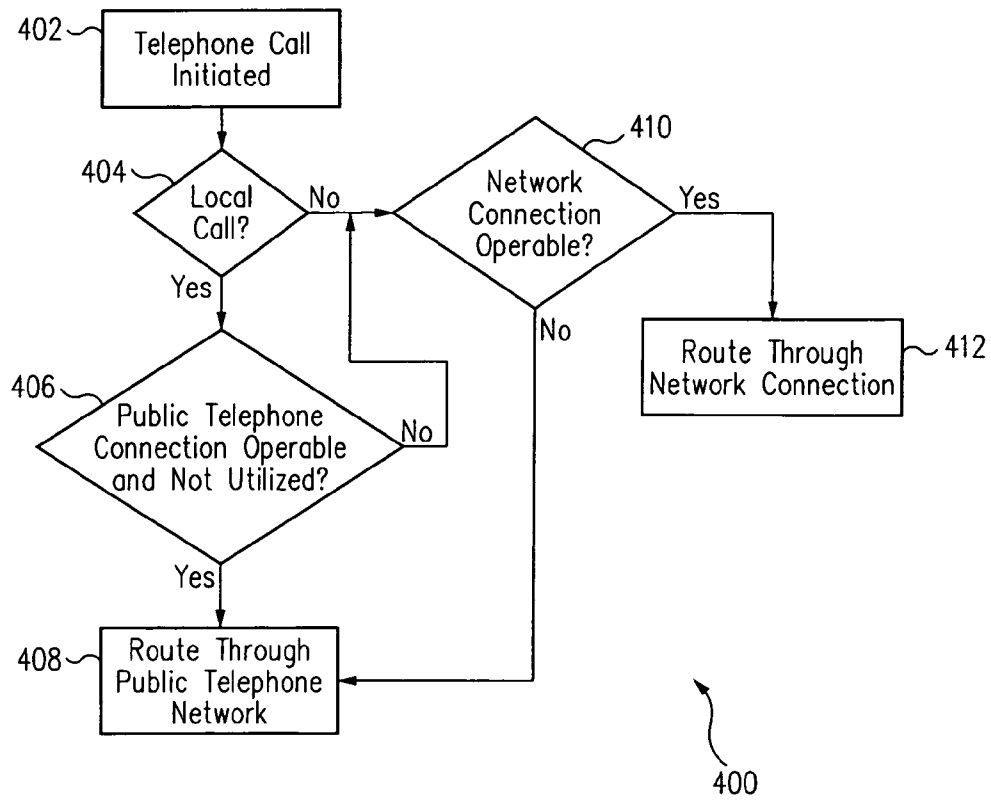 402
Telephone Call
Initiated
404
Local
Call?
No
Yes
410
Network
Connection
Operable?
Yes
No
Route Through
Network Connection
412
406
Public Telephone
Connection Operable
and Not Utilized?
No
Yes
408
Route Through
Public Telephone
Network
400